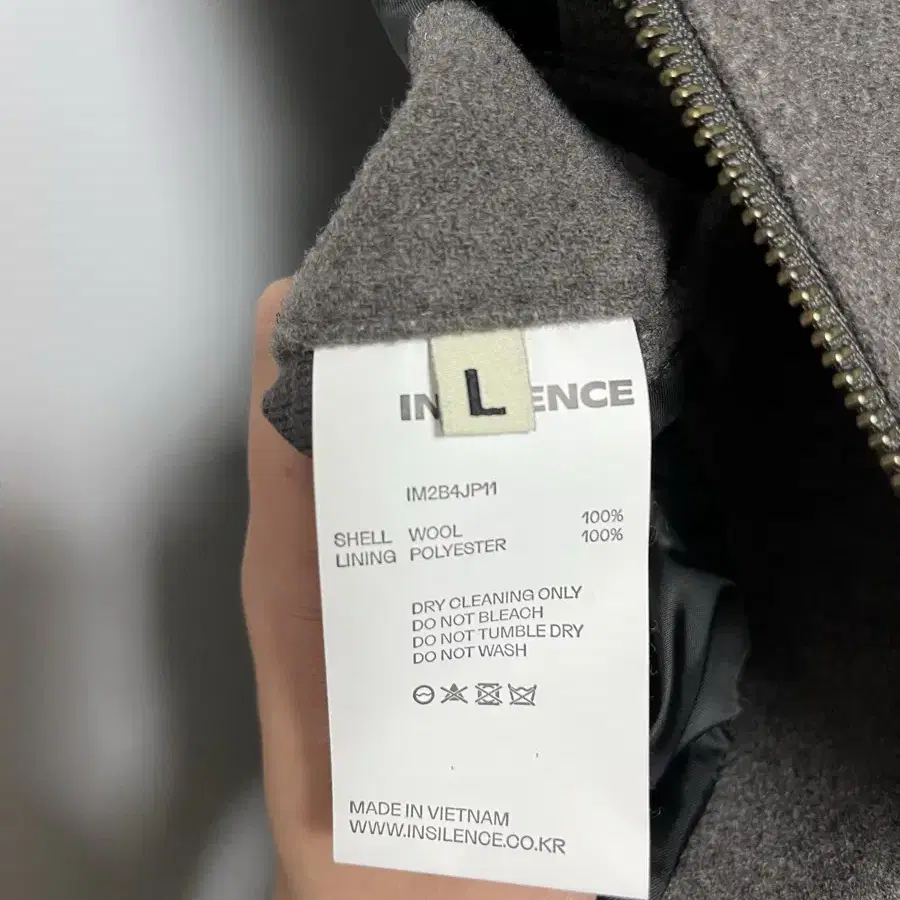 IN L ENCE
IM2B4JP11
SHELL WOOL 100%
LINING POLYESTER 100%
DRY CLEANING ONLY
DO NOT BLEACH
DO NOT TUMBLE DRY
DO NOT WASH
MADE IN VIETNAM
WWW.INSILENCE.CO.KR